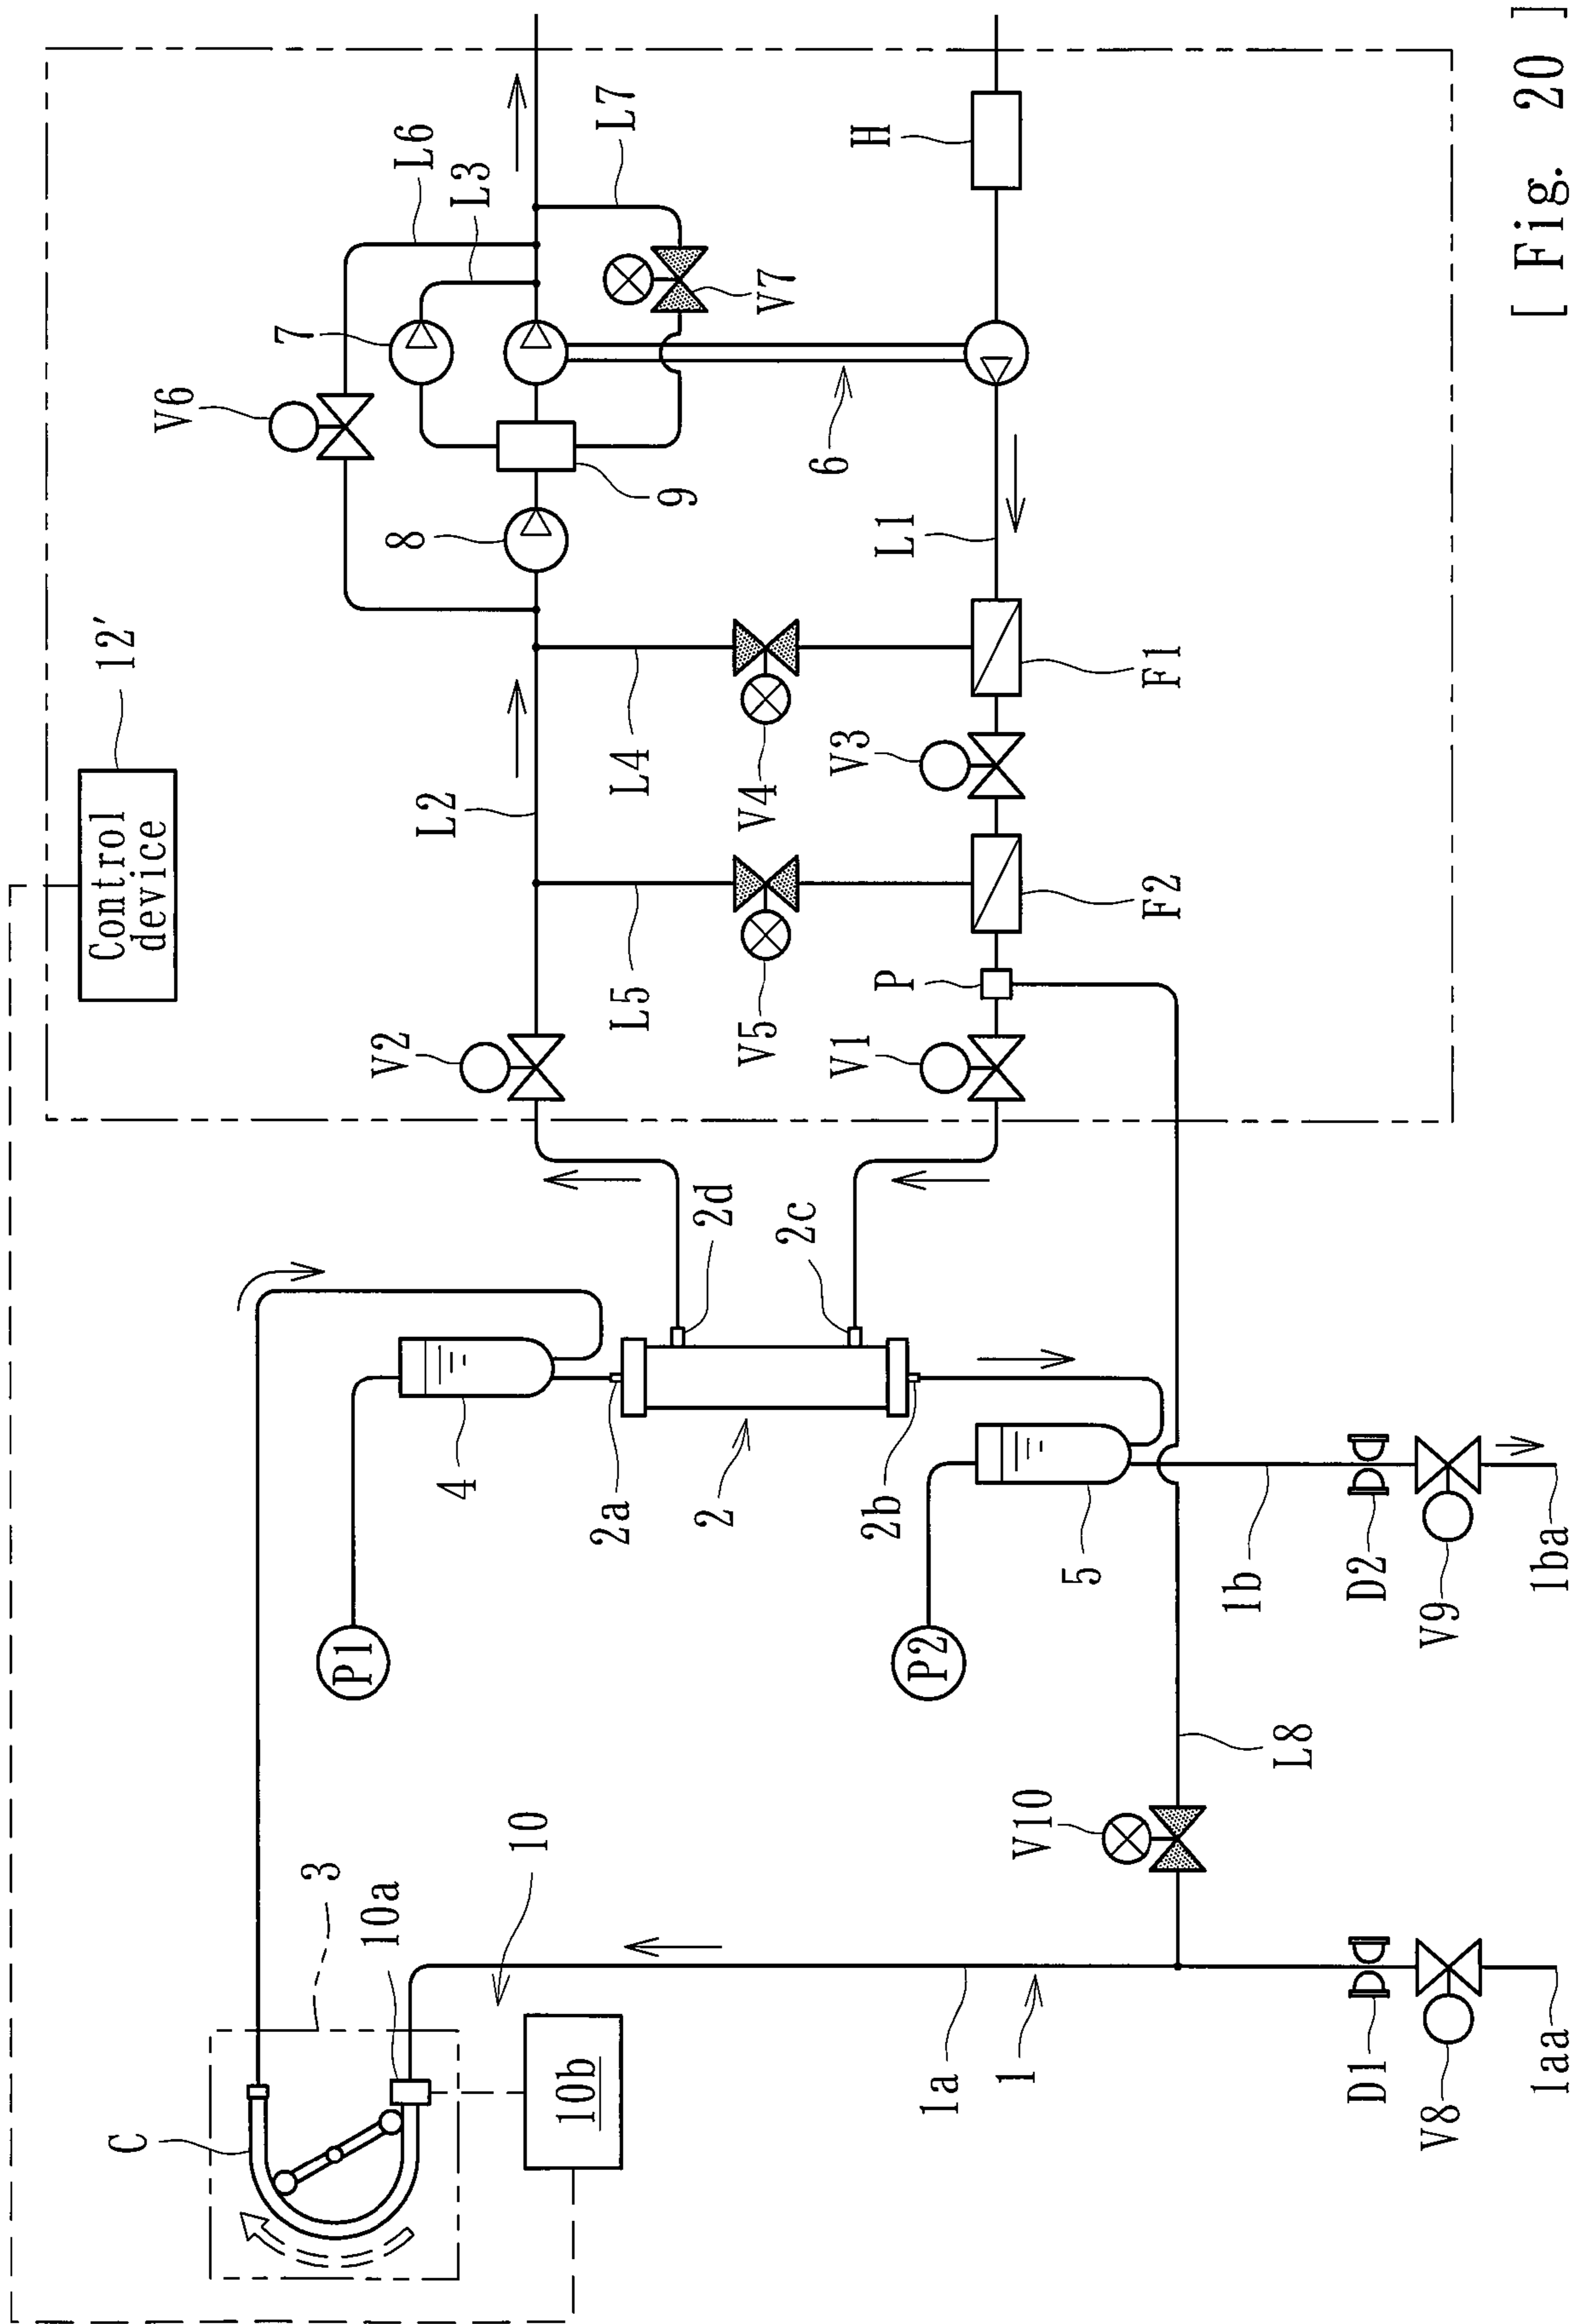 [ Fig. 20 ]
Control
device
12′
C
3
10a
10
10b
1a
1
1aa
D1
V8
V10
L8
P1
4
2a
2
2b
P2
5
1b
D2
V9
1ba
2d
2c
V2
V1
P
L5
V5
F2
L2
L4
V4
V3
F1
L1
8
9
6
V6
7
L3
L6
L7
V7
H